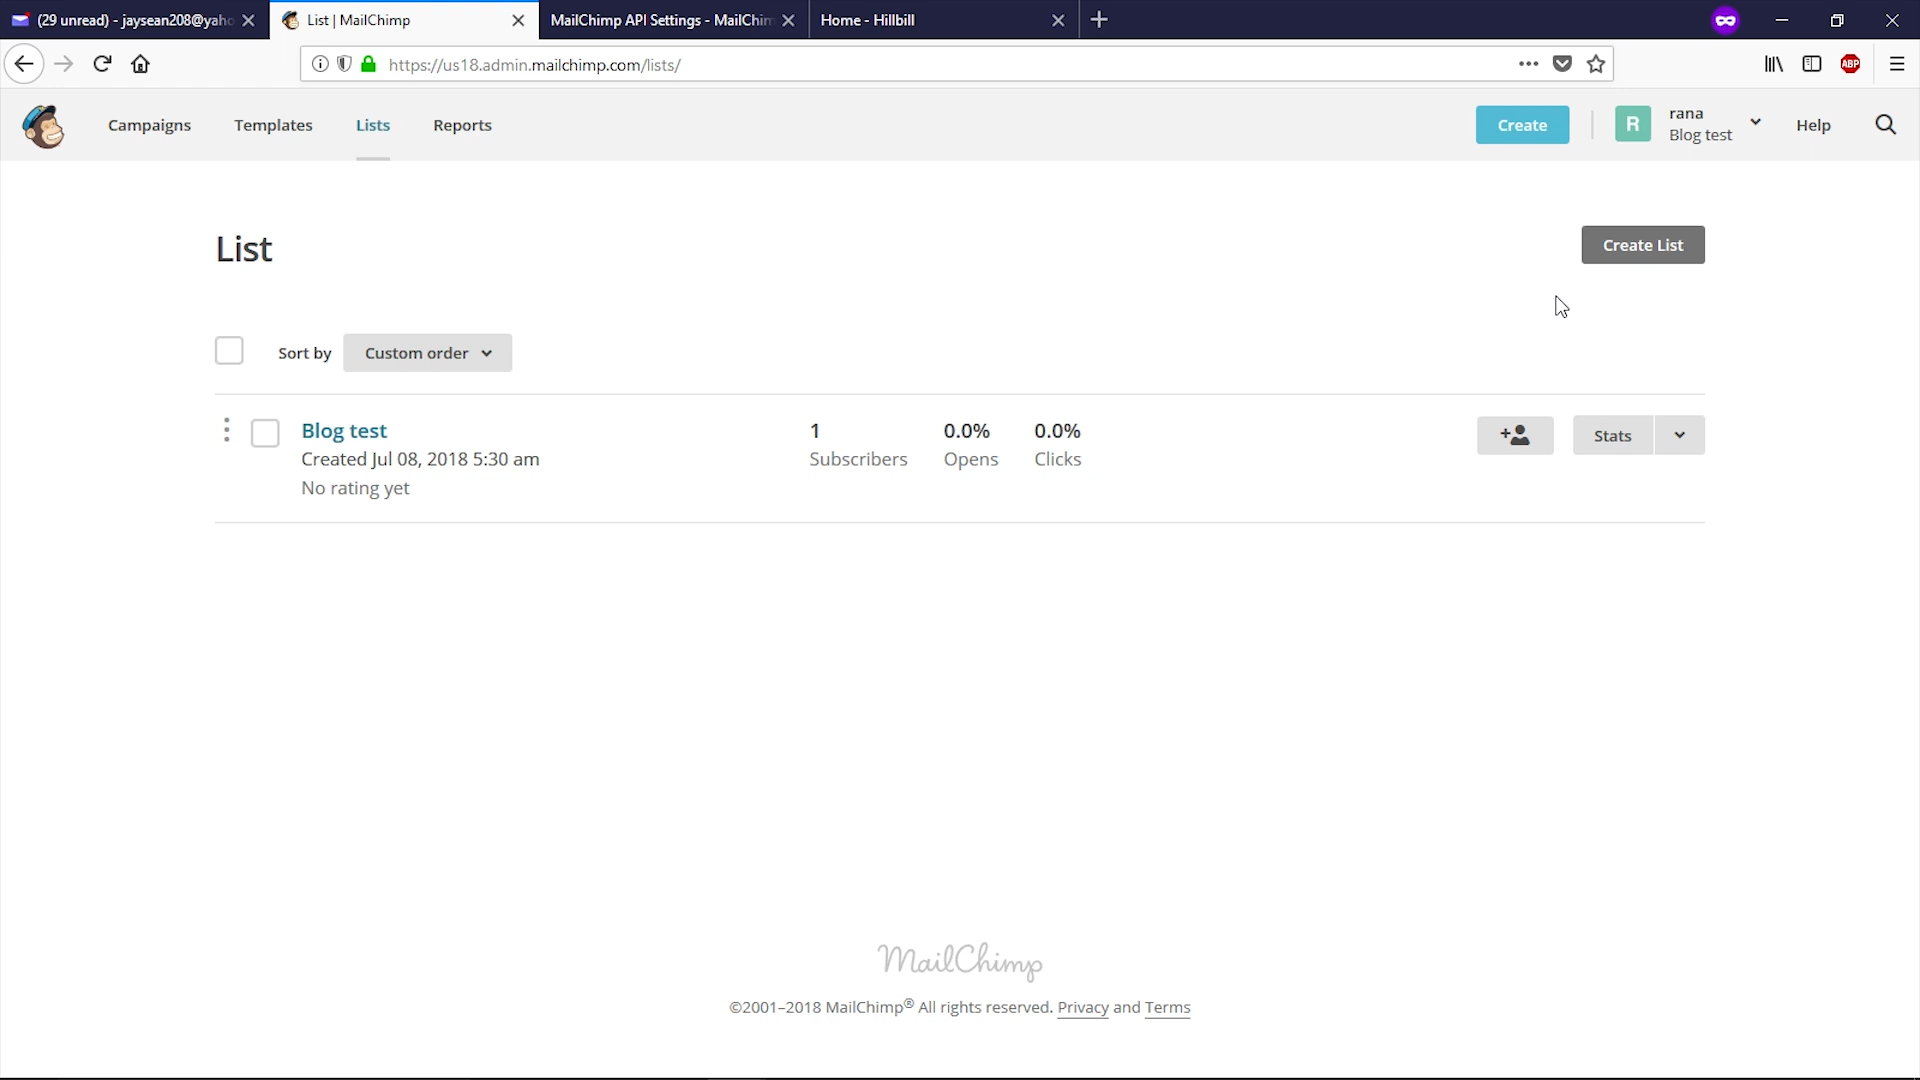 (29 unread) - jaysean208@yaho
List | MailChimp
MailChimp API Settings - MailChim
Home - Hillbill
https://us18.admin.mailchimp.com/lists/
ABP
Campaigns
Templates
Lists
Reports
Create
R
rana
Blog test
Help
List
Create List
Sort by
Custom order
Blog test
Created Jul 08, 2018 5:30 am
No rating yet
1
Subscribers
0.0%
Opens
0.0%
Clicks
Stats
MailChimp
©2001–2018 MailChimp® All rights reserved. Privacy and Terms